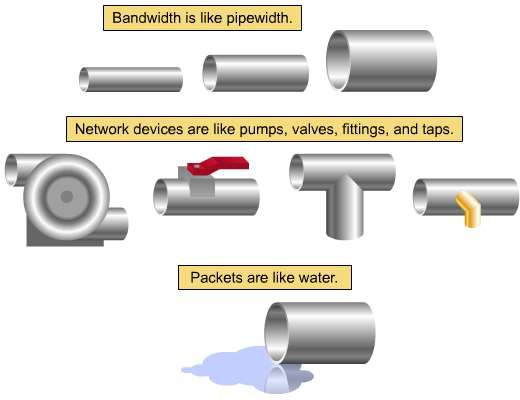 Bandwidth is like pipewidth.
Network devices are like pumps, valves, fittings, and taps.
Packets are like water.